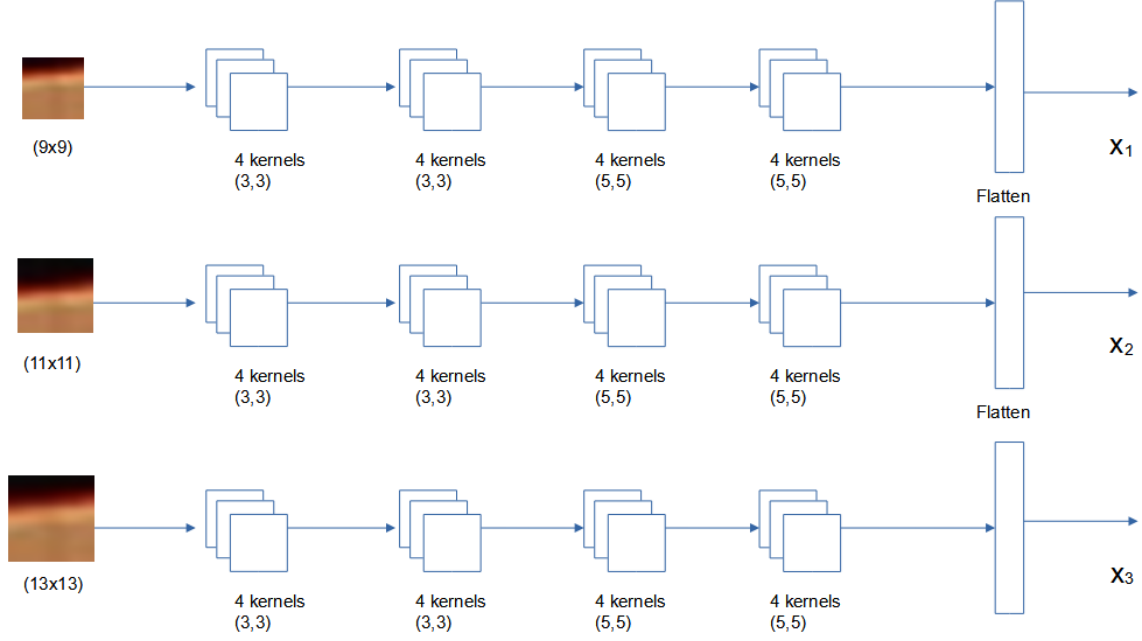 (9x9)
4 kernels
(3,3)
4 kernels
(3,3)
4 kernels
(5,5)
4 kernels
(5,5)
Flatten
x1
(11x11)
4 kernels
(3,3)
4 kernels
(3,3)
4 kernels
(5,5)
4 kernels
(5,5)
Flatten
x2
(13x13)
4 kernels
(3,3)
4 kernels
(3,3)
4 kernels
(5,5)
4 kernels
(5,5)
x3